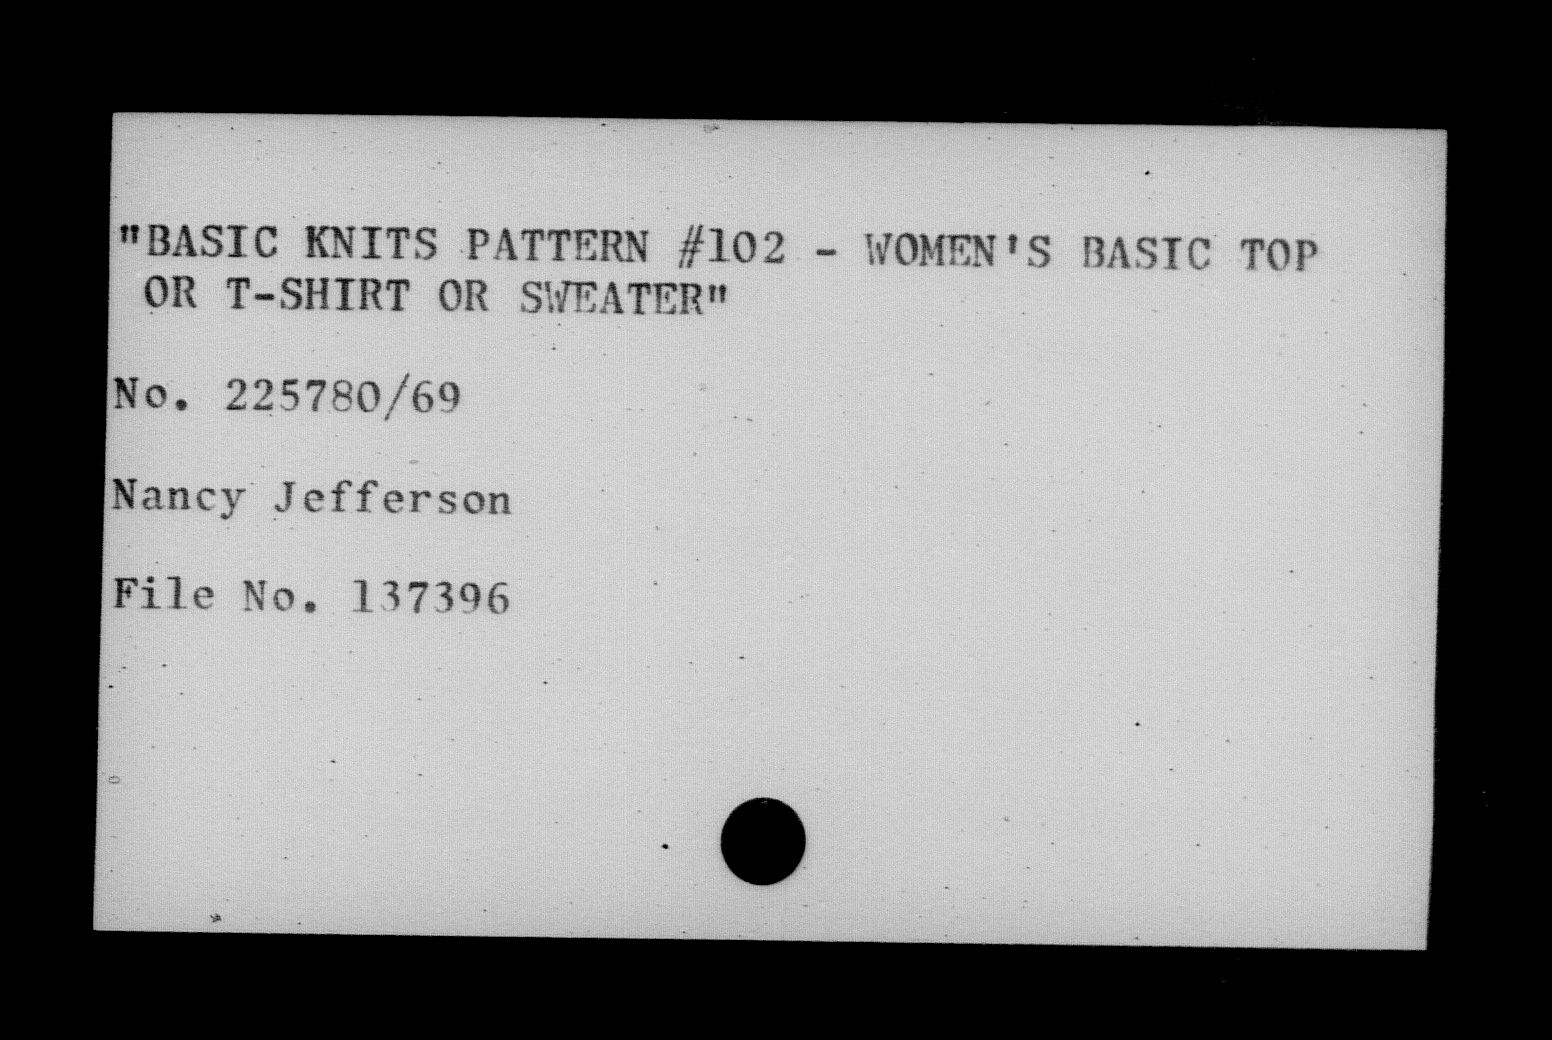 "BASIC KNITS PATTERN #102 - WOMEN'S BASIC TOP
OR T-SHIRT OR SWEATER"
No. 225780/69
Nancy Jefferson
File No. 137396